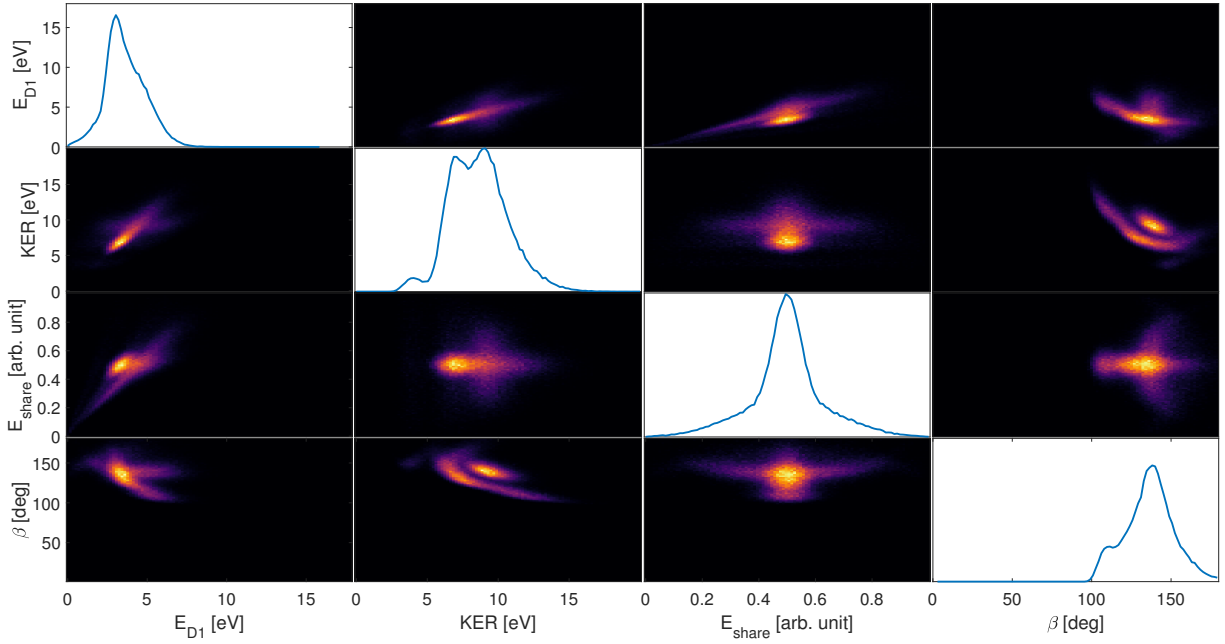 15
10
5
0
E_D1 [eV]
15
10
5
0
KER [eV]
0.8
0.6
0.4
0.2
0
E_share [arb. unit]
150
100
50
β [deg]
0 5 10 15 0 5 10 15 0 0.2 0.4 0.6 0.8 0 50 100 150
E_D1 [eV] KER [eV] E_share [arb. unit] β [deg]